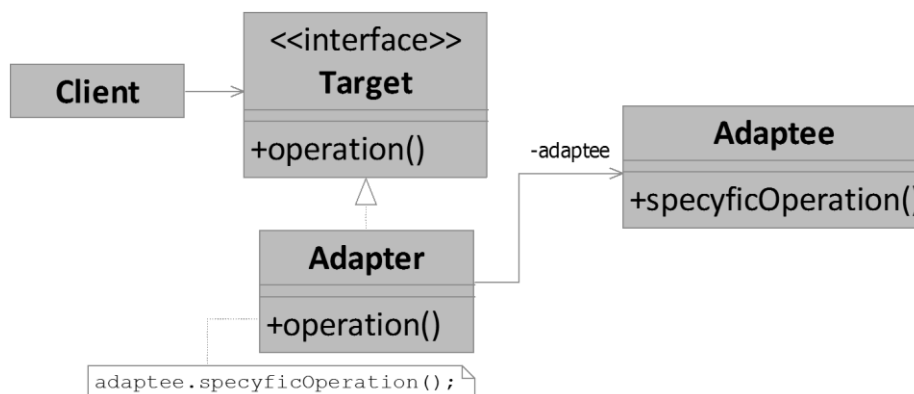 <<interface>>
Target
+operation()
Client
-adaptee
Adaptee
+specyficOperation()
Adapter
+operation()
adaptee.specyficOperation();